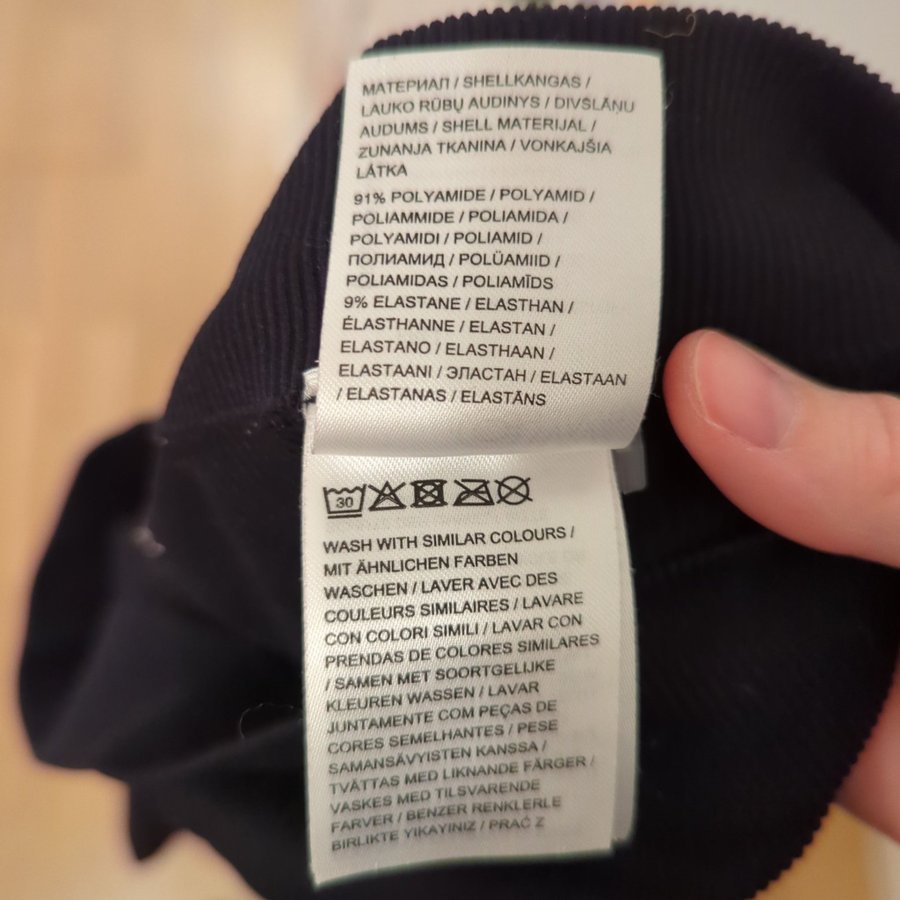 МАТЕРИАЛ / SHELLKANGAS /
LAUKO RŪBŲ AUDINYS / DIVSLĀŅU
AUDUMS / SHELL MATERIJAL /
ZUNANJA TKANINA / VONKAJŠIA
LÁTKA
91% POLYAMIDE / POLYAMID /
POLIAMMIDE / POLIAMIDA /
POLYAMIDI / POLIAMID /
ПОЛИАМИД / POLÜAMIID /
POLIAMIDAS / POLIAMĪDS
9% ELASTANE / ELASTHAN /
ÉLASTHANNE / ELASTAN /
ELASTANO / ELASTHAAN /
ELASTAANI / ЭЛАСТАН / ELASTAAN
/ ELASTANAS / ELASTĀNS
30
WASH WITH SIMILAR COLOURS /
MIT ÄHNLICHEN FARBEN
WASCHEN / LAVER AVEC DES
COULEURS SIMILAIRES / LAVARE
CON COLORI SIMILI / LAVAR CON
PRENDAS DE COLORES SIMILARES
/ SAMEN MET SOORTGELIJKE
KLEUREN WASSEN / LAVAR
JUNTAMENTE COM PEÇAS DE
CORES SEMELHANTES / PESE
SAMANSÄVYISTEN KANSSA /
TVÄTTAS MED LIKNANDE FÄRGER /
VASKES MED TILSVARENDE
FARVER / BENZER RENKLERLE
BIRLIKTE YIKAYINIZ / PRAĆ Z